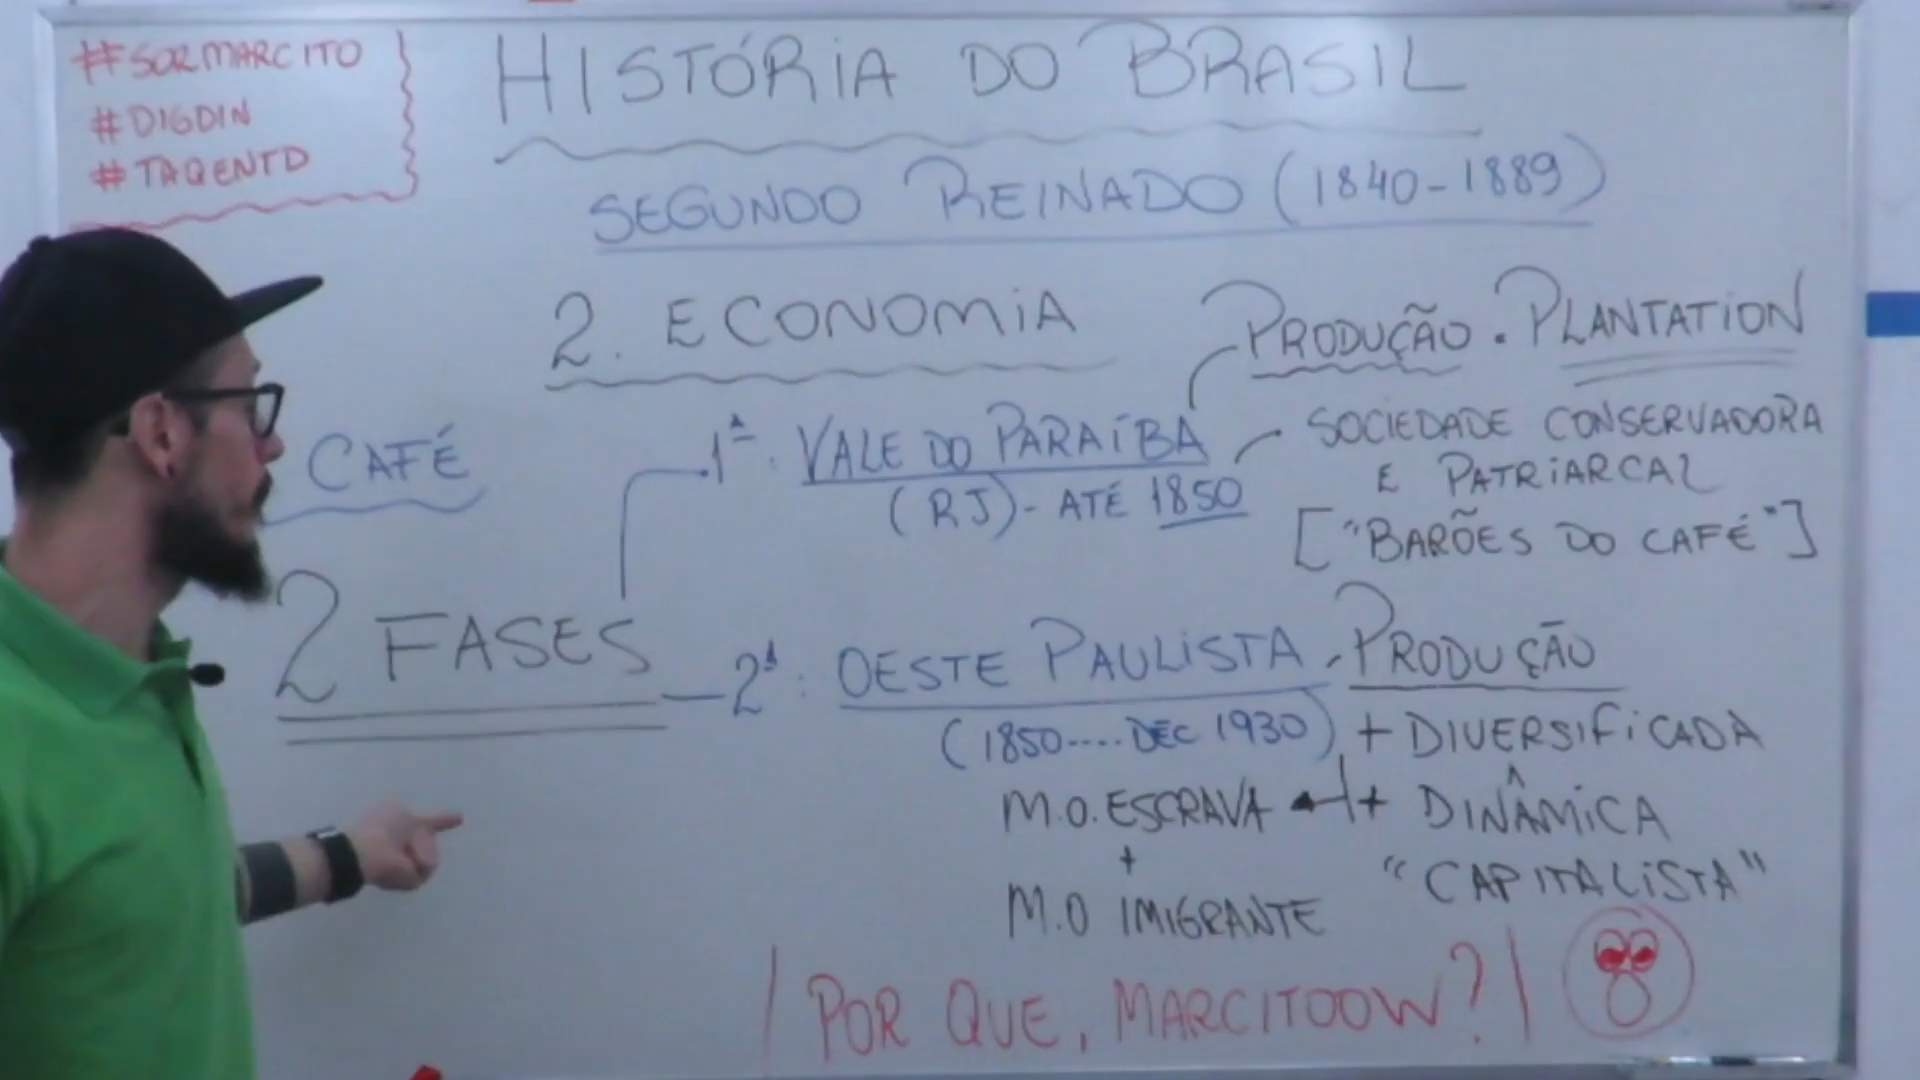 #SORMARCITO
#DIGDIN
#TAQENTD
HISTÓRIA DO BRASIL
SEGUNDO REINADO (1840-1889)
2. ECONOMIA
PRODUÇÃO. PLANTATION
CAFÉ
1ª. VALE DO PARAÍBA
(RJ)- ATÉ 1850
SOCIEDADE CONSERVADORA
E PATRIARCAL
["BARÕES DO CAFÉ"]
2 FASES
2ª: OESTE PAULISTA
(1850....DEC 1930)
PRODUÇÃO
+ DIVERSIFICADA
+ DINÂMICA
"CAPITALISTA"
M.O. ESCRAVA
+
M.O IMIGRANTE
POR QUE, MARCITOOW?